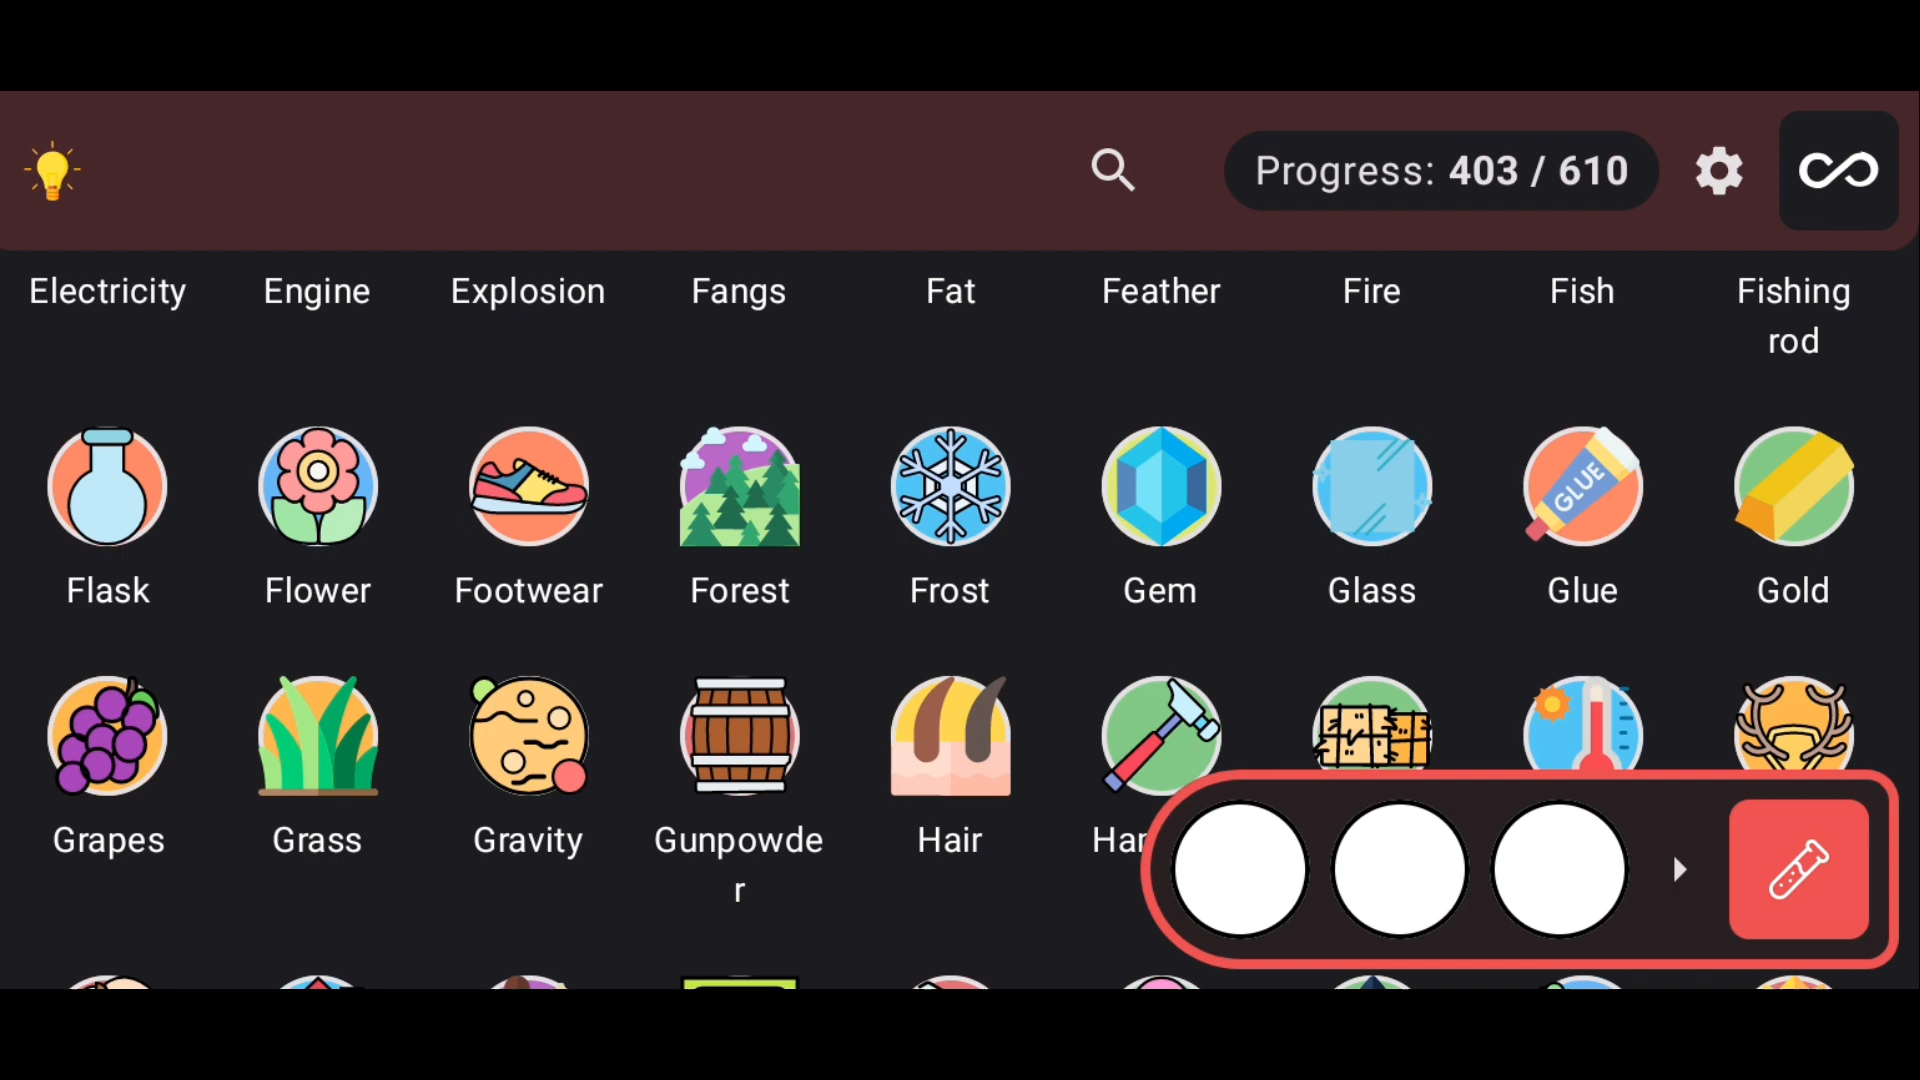 Progress: 403 / 610
Electricity Engine Explosion Fangs Fat Feather Fire Fish Fishing
rod
GLUE
Flask Flower Footwear Forest Frost Gem Glass Glue Gold
Grapes Grass Gravity Gunpowde Hair
r